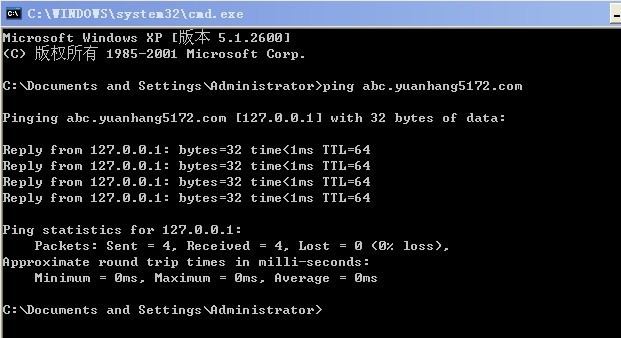 C:\WINDOWS\system32\cmd.exe
Microsoft Windows XP [版本 5.1.2600]
(C) 版权所有 1985-2001 Microsoft Corp.
C:\Documents and Settings\Administrator>ping abc.yuanhang5172.com
Pinging abc.yuanhang5172.com [127.0.0.1] with 32 bytes of data:
Reply from 127.0.0.1: bytes=32 time<1ms TTL=64
Reply from 127.0.0.1: bytes=32 time<1ms TTL=64
Reply from 127.0.0.1: bytes=32 time<1ms TTL=64
Reply from 127.0.0.1: bytes=32 time<1ms TTL=64
Ping statistics for 127.0.0.1:
Packets: Sent = 4, Received = 4, Lost = 0 (0% loss),
Approximate round trip times in milli-seconds:
Minimum = 0ms, Maximum = 0ms, Average = 0ms
C:\Documents and Settings\Administrator>